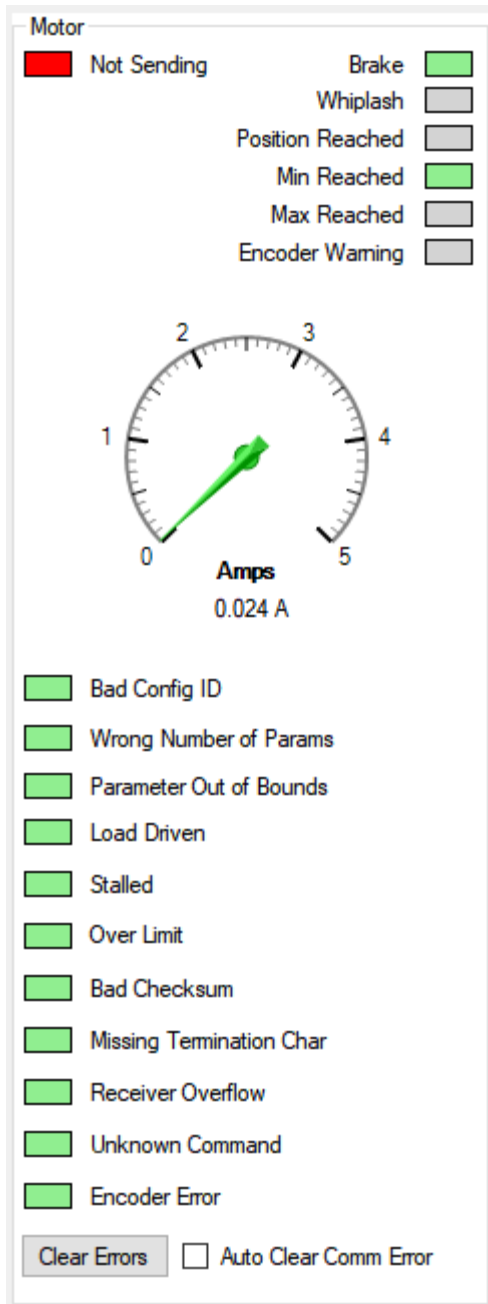 Motor
Not Sending
Brake
Whiplash
Position Reached
Min Reached
Max Reached
Encoder Warning
2
3
1
4
0
5
Amps
0.024 A
Bad Config ID
Wrong Number of Params
Parameter Out of Bounds
Load Driven
Stalled
Over Limit
Bad Checksum
Missing Termination Char
Receiver Overflow
Unknown Command
Encoder Error
Clear Errors
Auto Clear Comm Error